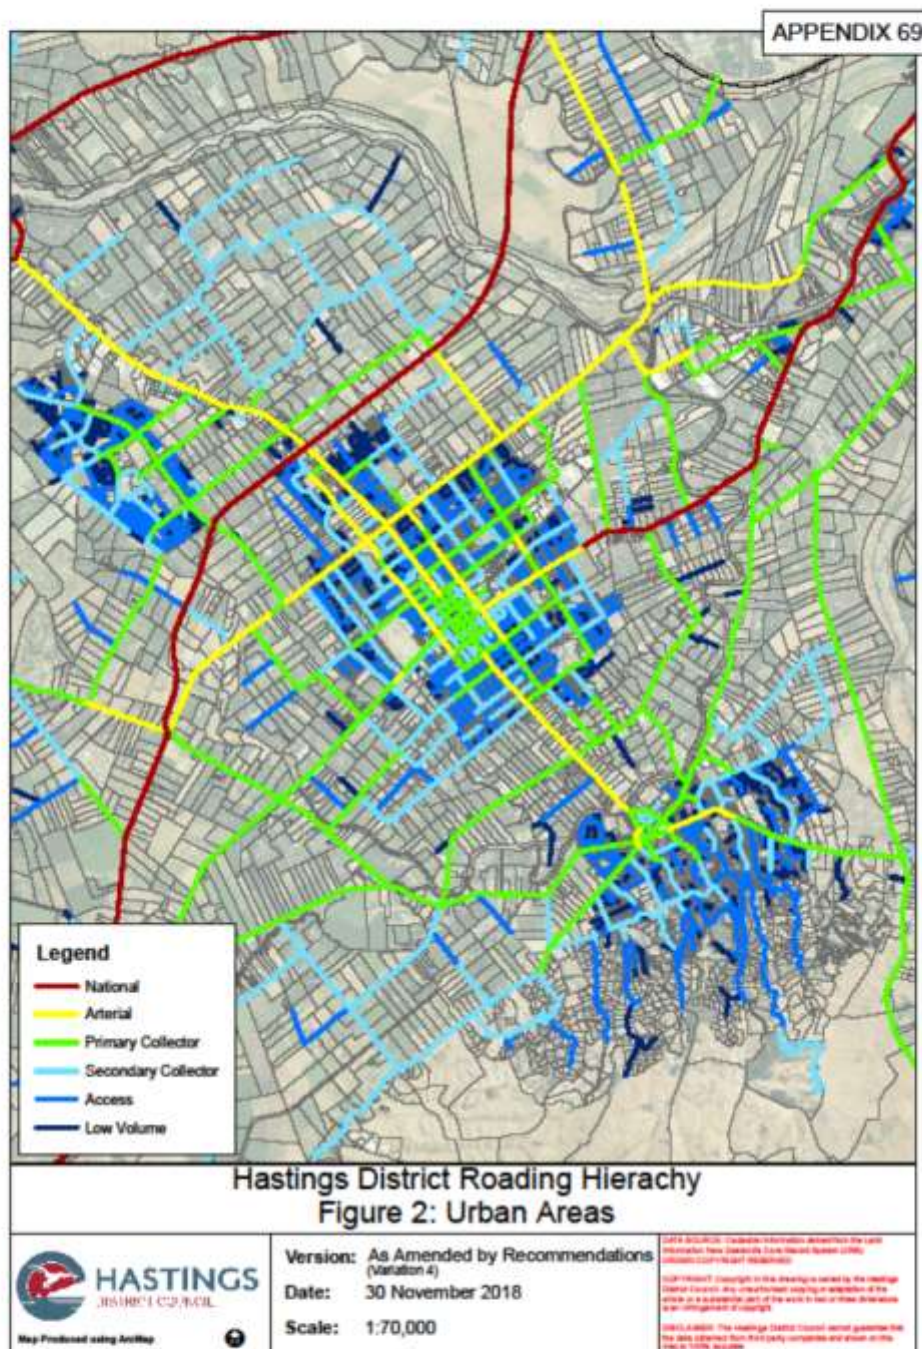 APPENDIX 69
Legend
National
Arterial
Primary Collector
Secondary Collector
Access
Low Volume
Hastings District Roading Hierachy
Figure 2: Urban Areas
HASTINGS
DISTRICT COUNCIL
Map Produced using ArcMap
Version: As Amended by Recommendations
(Variation 4)
Date: 30 November 2018
Scale: 1:70,000